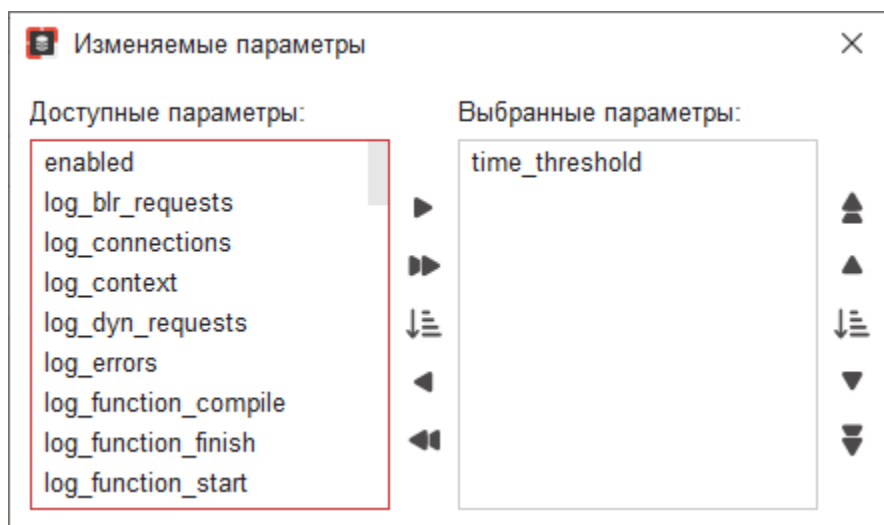 Изменяемые параметры
Доступные параметры:
enabled
log_blr_requests
log_connections
log_context
log_dyn_requests
log_errors
log_function_compile
log_function_finish
log_function_start
Выбранные параметры:
time_threshold